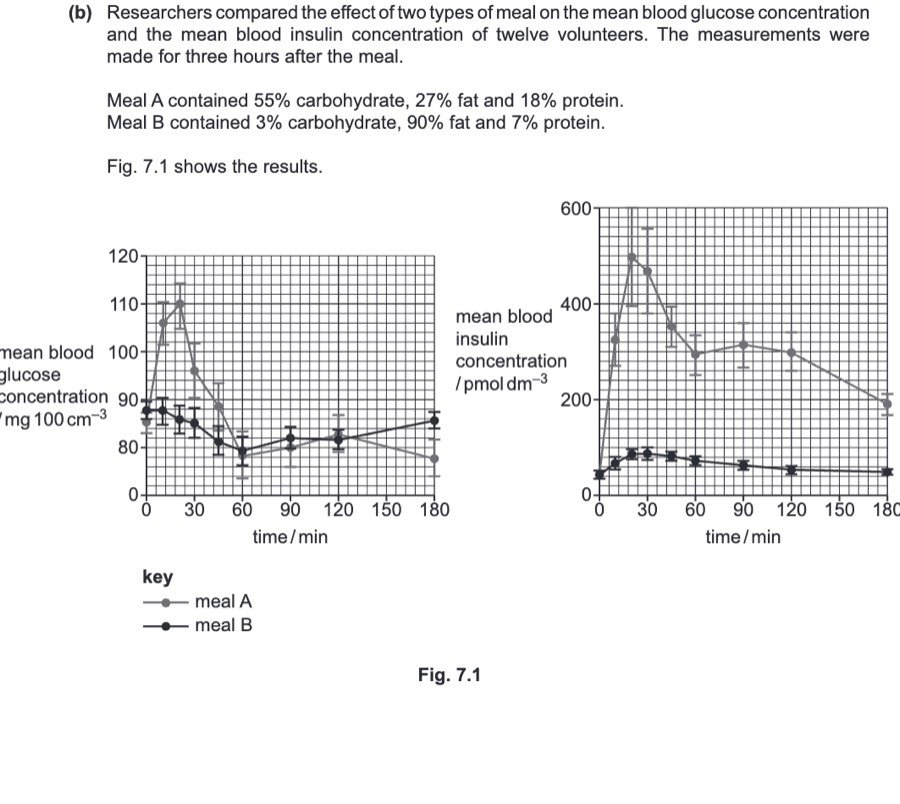 (b) Researchers compared the effect of two types of meal on the mean blood glucose concentration
and the mean blood insulin concentration of twelve volunteers. The measurements were
made for three hours after the meal.
Meal A contained 55% carbohydrate, 27% fat and 18% protein.
Meal B contained 3% carbohydrate, 90% fat and 7% protein.
Fig. 7.1 shows the results.
mean blood
glucose
concentration
/mg 100 cm⁻³
120
110
100
90
80
0
0 30 60 90 120 150 180
time / min
mean blood
insulin
concentration
/ pmol dm⁻³
600
400
200
0
0 30 60 90 120 150 180
time / min
key
meal A
meal B
Fig. 7.1